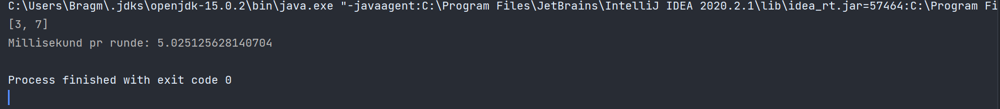 C:\Users\Bragm\.jdks\openjdk-15.0.2\bin\java.exe "-javaagent:C:\Program Files\JetBrains\IntelliJ IDEA 2020.2.1\lib\idea_rt.jar=57464:C:\Program Fi
[3, 7]
Millisekund pr runde: 5.025125628140704
Process finished with exit code 0